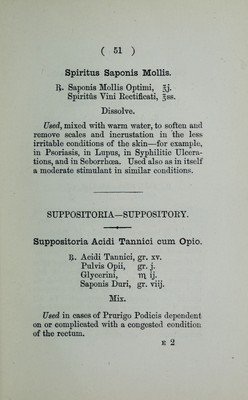 ( 51 )
Spiritus Saponis Mollis.
℞. Saponis Mollis Optimi, ℥j.
Spiritûs Vini Rectificati, ℥ss.
Dissolve.
Used, mixed with warm water, to soften and
remove scales and incrustation in the less
irritable conditions of the skin—for example,
in Psoriasis, in Lupus, in Syphilitic Ulcera-
tions, and in Seborrhœa. Used also as in itself
a moderate stimulant in similar conditions.
SUPPOSITORIA—SUPPOSITORY.
Suppositoria Acidi Tannici cum Opio.
℞. Acidi Tannici, gr. xv.
Pulvis Opii, gr. j.
Glycerini, ♏ ij.
Saponis Duri, gr. viij.
Mix.
Used in cases of Prurigo Podicis dependent
on or complicated with a congested condition
of the rectum.
E 2